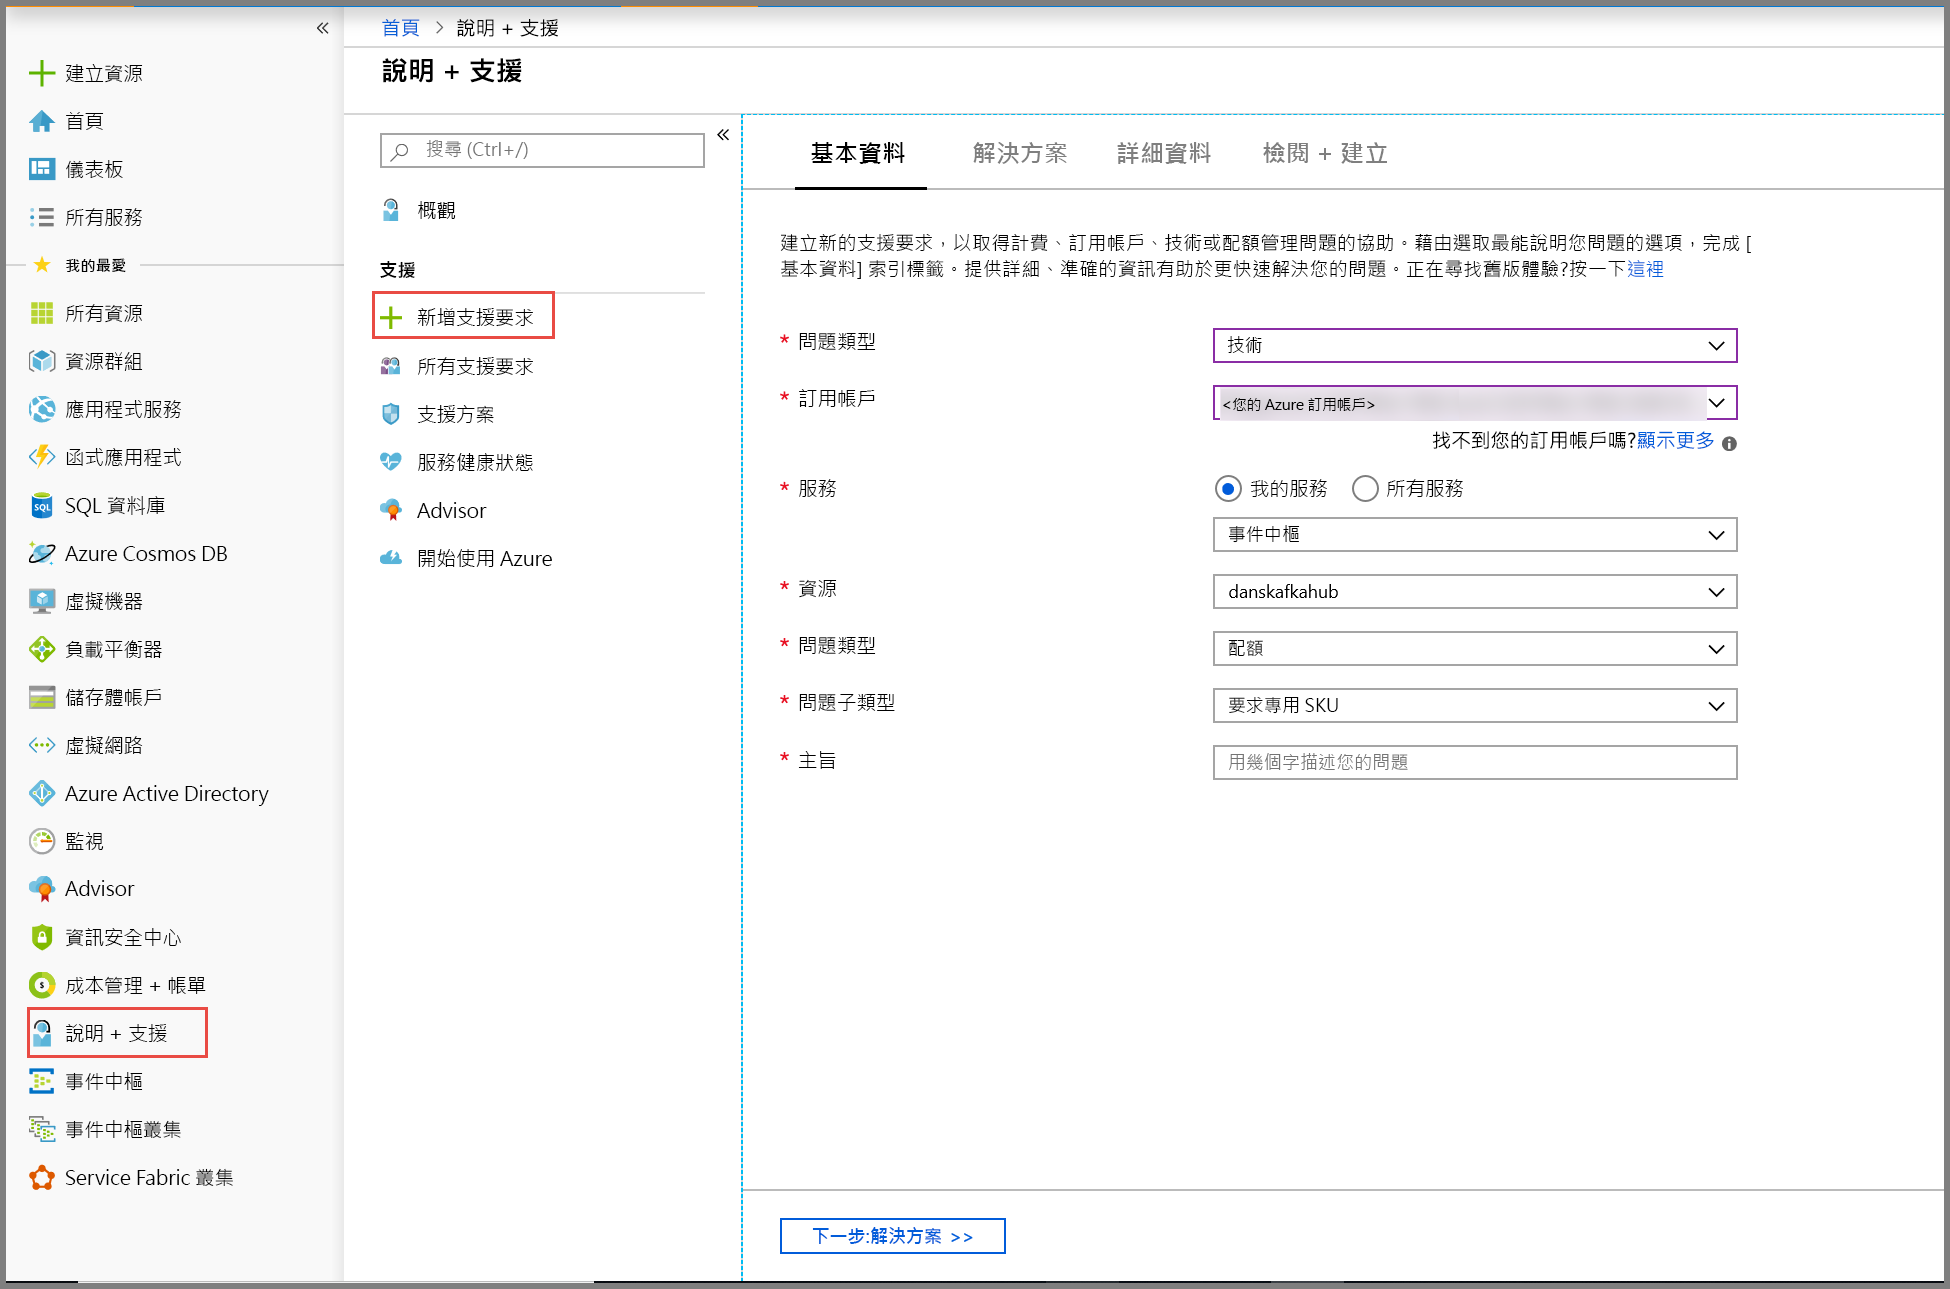 首頁 > 說明 + 支援
說明 + 支援
建立資源
首頁
儀表板
所有服務
我的最愛
所有資源
資源群組
應用程式服務
函式應用程式
SQL 資料庫
Azure Cosmos DB
虛擬機器
負載平衡器
儲存體帳戶
虛擬網路
Azure Active Directory
監視
Advisor
資訊安全中心
成本管理 + 帳單
說明 + 支援
事件中樞
事件中樞叢集
Service Fabric 叢集
搜尋 (Ctrl+/)
概觀
支援
新增支援要求
所有支援要求
支援方案
服務健康狀態
Advisor
開始使用 Azure
基本資料 解決方案 詳細資料 檢閱 + 建立
建立新的支援要求，以取得計費、訂用帳戶、技術或配額管理問題的協助。藉由選取最能說明您問題的選項，完成 [
基本資料] 索引標籤。提供詳細、準確的資訊有助於更快速解決您的問題。正在尋找舊版體驗?按一下這裡
* 問題類型 技術
* 訂用帳戶 <您的 Azure 訂用帳戶>
找不到您的訂用帳戶嗎?顯示更多
* 服務 我的服務 所有服務
事件中樞
* 資源 danskafkahub
* 問題類型 配額
* 問題子類型 要求專用 SKU
* 主旨 用幾個字描述您的問題
下一步:解決方案 >>